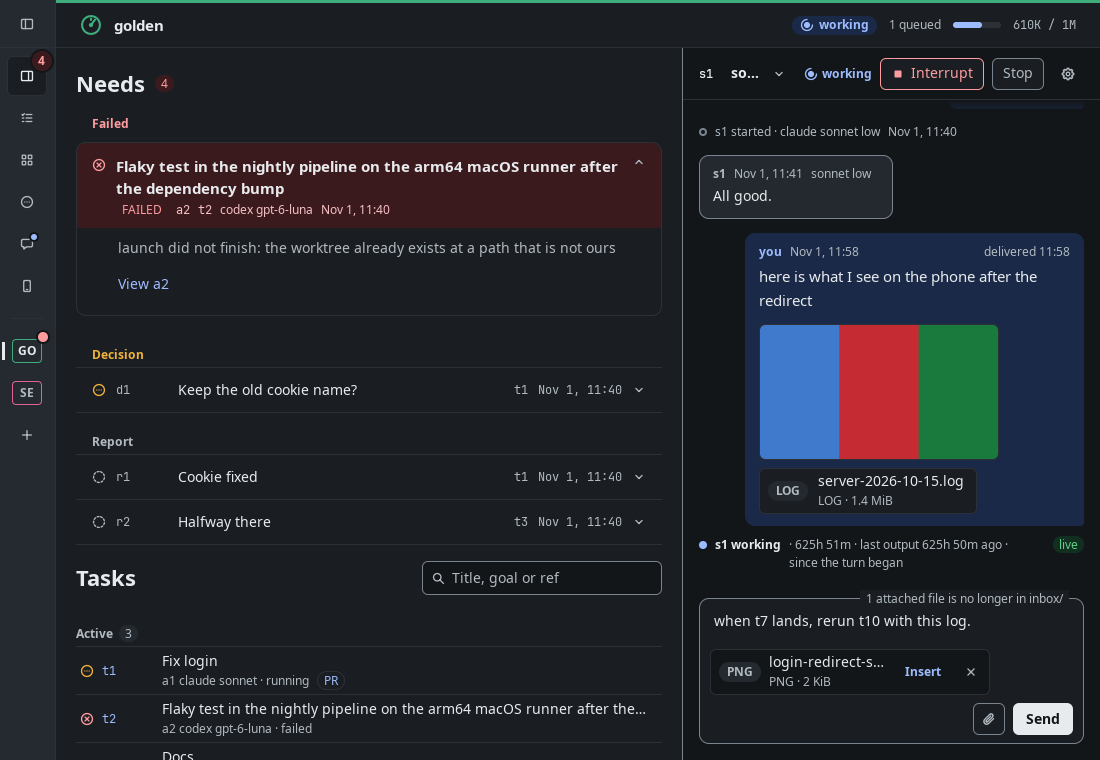 golden
working
1 queued
610K / 1M
4
GO
SE
Needs 4
Failed
Flaky test in the nightly pipeline on the arm64 macOS runner after
the dependency bump
FAILED a2 t2 codex gpt-6-luna Nov 1, 11:40
launch did not finish: the worktree already exists at a path that is not ours
View a2
Decision
d1 Keep the old cookie name? t1 Nov 1, 11:40
Report
r1 Cookie fixed t1 Nov 1, 11:40
r2 Halfway there t3 Nov 1, 11:40
Tasks
Title, goal or ref
Active 3
t1 Fix login
a1 claude sonnet · running PR
t2 Flaky test in the nightly pipeline on the arm64 macOS runner after the...
a2 codex gpt-6-luna · failed
Docs
s1 so... working Interrupt Stop
s1 started · claude sonnet low Nov 1, 11:40
s1 Nov 1, 11:41 sonnet low
All good.
you Nov 1, 11:58 delivered 11:58
here is what I see on the phone after the
redirect
LOG server-2026-10-15.log
LOG · 1.4 MiB
s1 working · 625h 51m · last output 625h 50m ago · live
since the turn began
1 attached file is no longer in inbox/
when t7 lands, rerun t10 with this log.
PNG login-redirect-s...
PNG · 2 KiB
Insert
Send